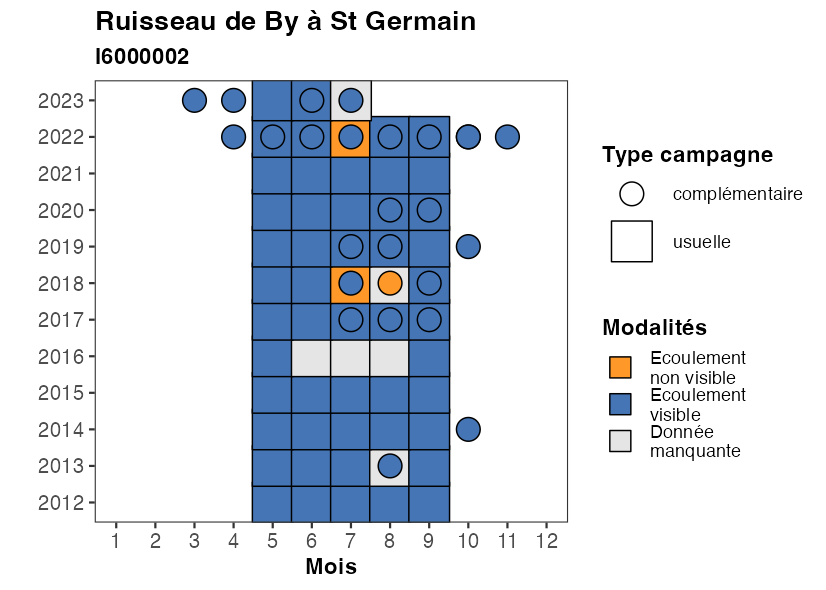 Ruisseau de By à St Germain
I6000002
2023
2022
2021
2020
2019
2018
2017
2016
2015
2014
2013
2012
1 2 3 4 5 6 7 8 9 10 11 12
Mois
Type campagne
complémentaire
usuelle
Modalités
Ecoulement
non visible
Ecoulement
visible
Donnée
manquante